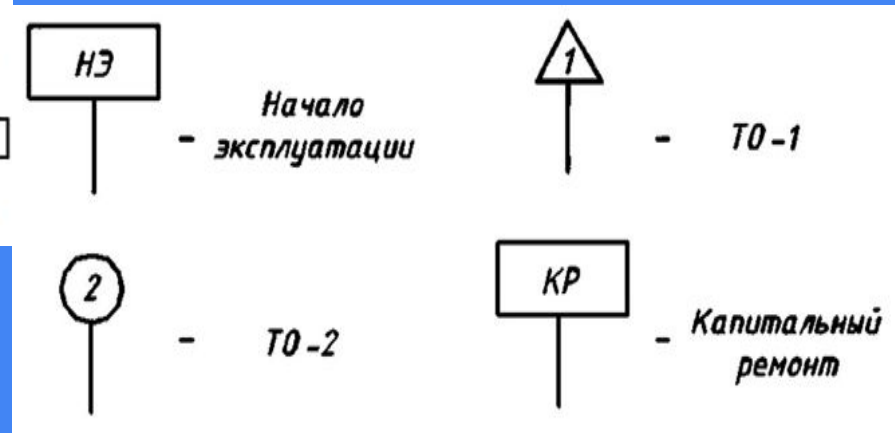 НЭ
- Начало
эксплуатации
1
- ТО-1
2
- ТО-2
КР
- Капитальный
ремонт